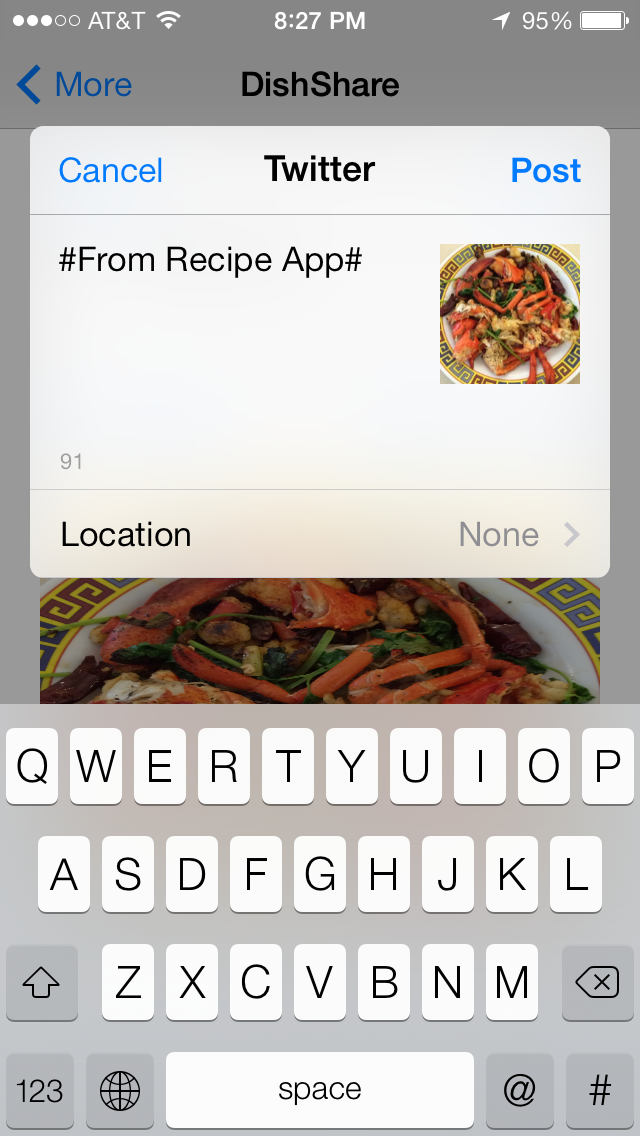 AT&T 8:27 PM 95%
More DishShare
Cancel Twitter Post
#From Recipe App#
91
Location None
Q W E R T Y U I O P
A S D F G H J K L
Z X C V B N M
123 space @ #